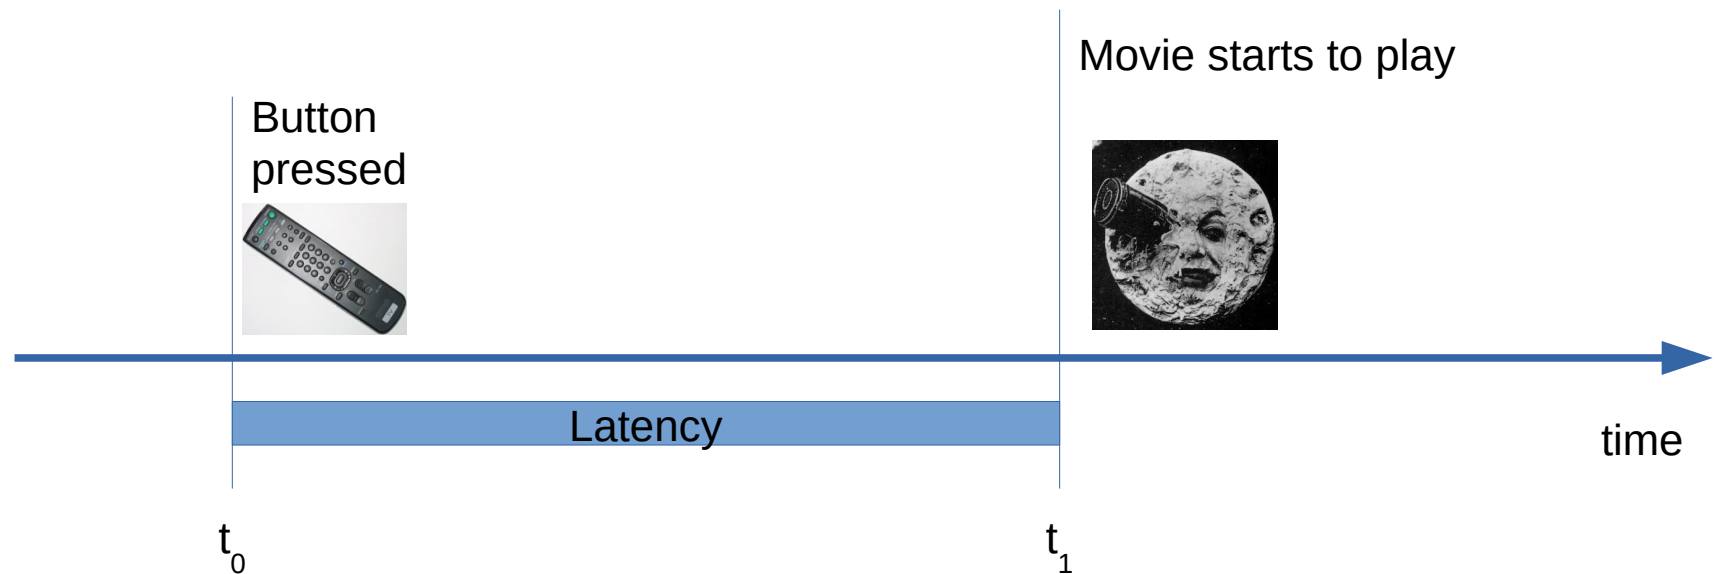 Movie starts to play
Button
pressed
Latency
time
t0
t1